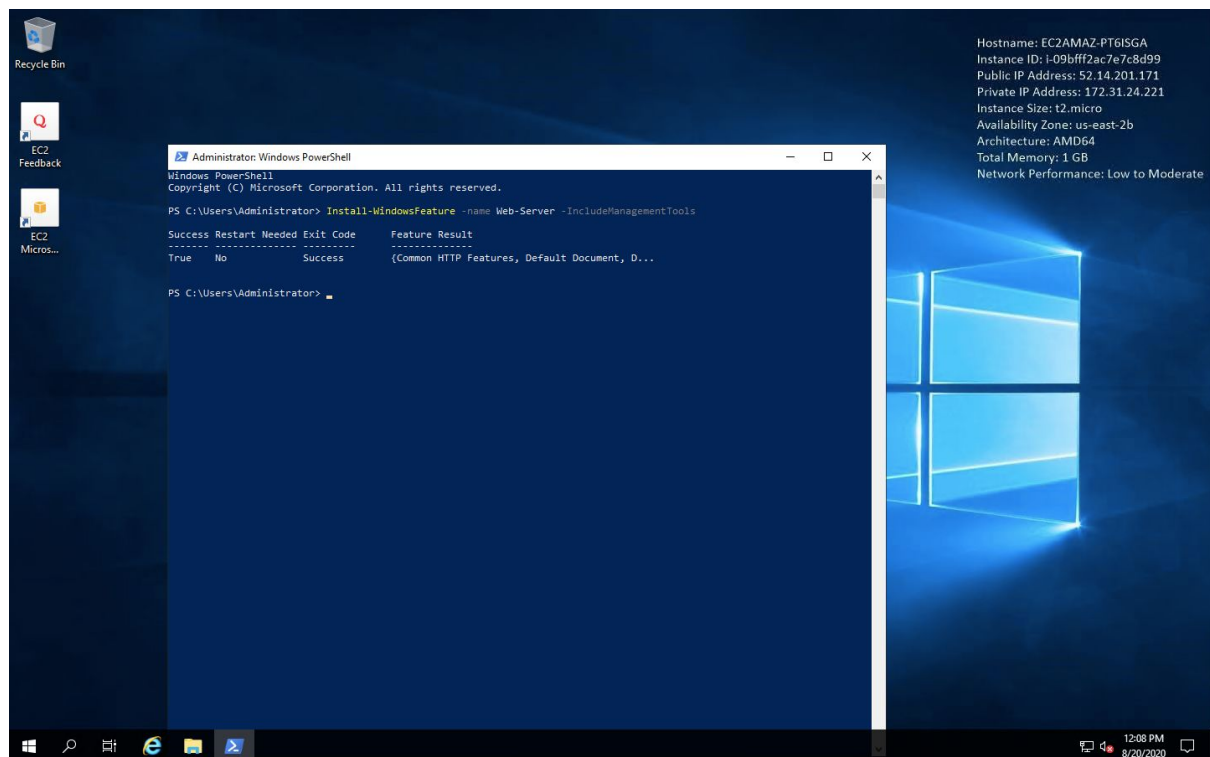 Recycle Bin
Q
EC2
Feedback
EC2
Micros...
Hostname: EC2AMAZ-PT6ISGA
Instance ID: i-09bfff2ac7e7c8d99
Public IP Address: 52.14.201.171
Private IP Address: 172.31.24.221
Instance Size: t2.micro
Availability Zone: us-east-2b
Architecture: AMD64
Total Memory: 1 GB
Network Performance: Low to Moderate
Administrator: Windows PowerShell
Windows PowerShell
Copyright (C) Microsoft Corporation. All rights reserved.
PS C:\Users\Administrator> Install-WindowsFeature -name Web-Server -IncludeManagementTools
Success Restart Needed Exit Code      Feature Result
------- -------------- ---------      --------------
True    No             Success        {Common HTTP Features, Default Document, D...
PS C:\Users\Administrator> _
12:08 PM
8/20/2020